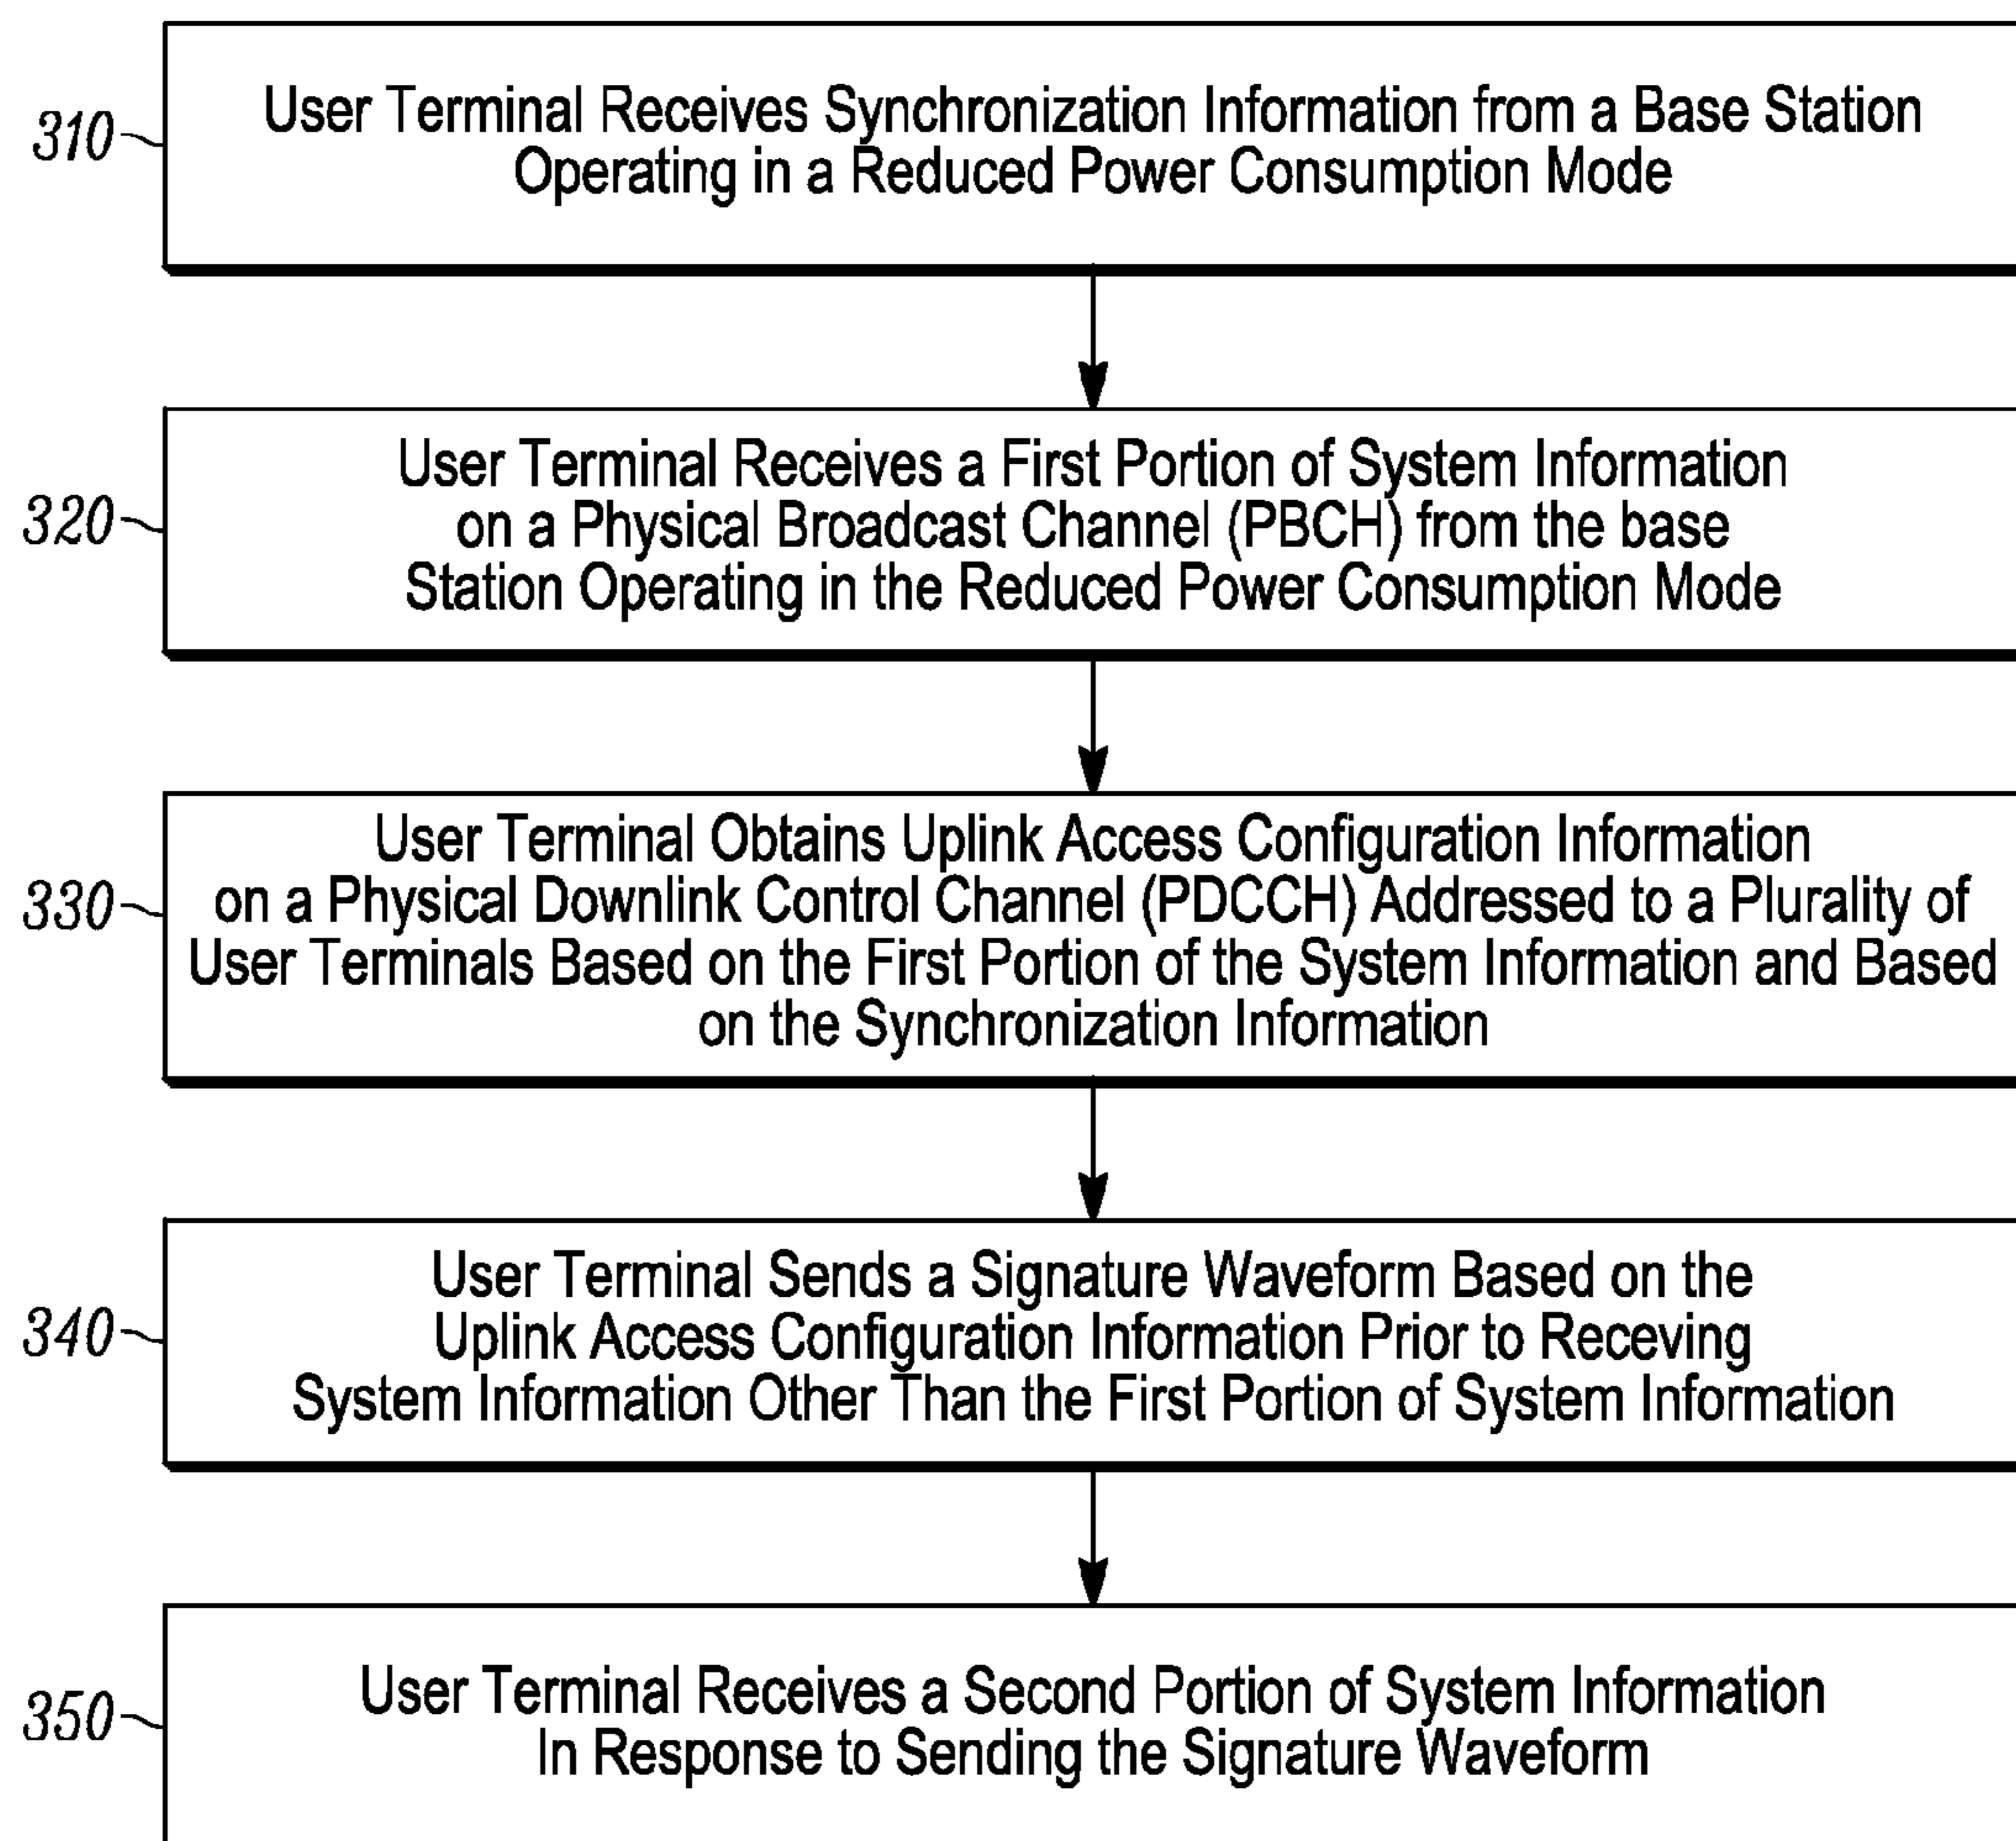 310
User Terminal Receives Synchronization Information from a Base Station
Operating in a Reduced Power Consumption Mode
320
User Terminal Receives a First Portion of System Information
on a Physical Broadcast Channel (PBCH) from the base
Station Operating in the Reduced Power Consumption Mode
330
User Terminal Obtains Uplink Access Configuration Information
on a Physical Downlink Control Channel (PDCCH) Addressed to a Plurality of
User Terminals Based on the First Portion of the System Information and Based
on the Synchronization Information
340
User Terminal Sends a Signature Waveform Based on the
Uplink Access Configuration Information Prior to Receving
System Information Other Than the First Portion of System Information
350
User Terminal Receives a Second Portion of System Information
In Response to Sending the Signature Waveform